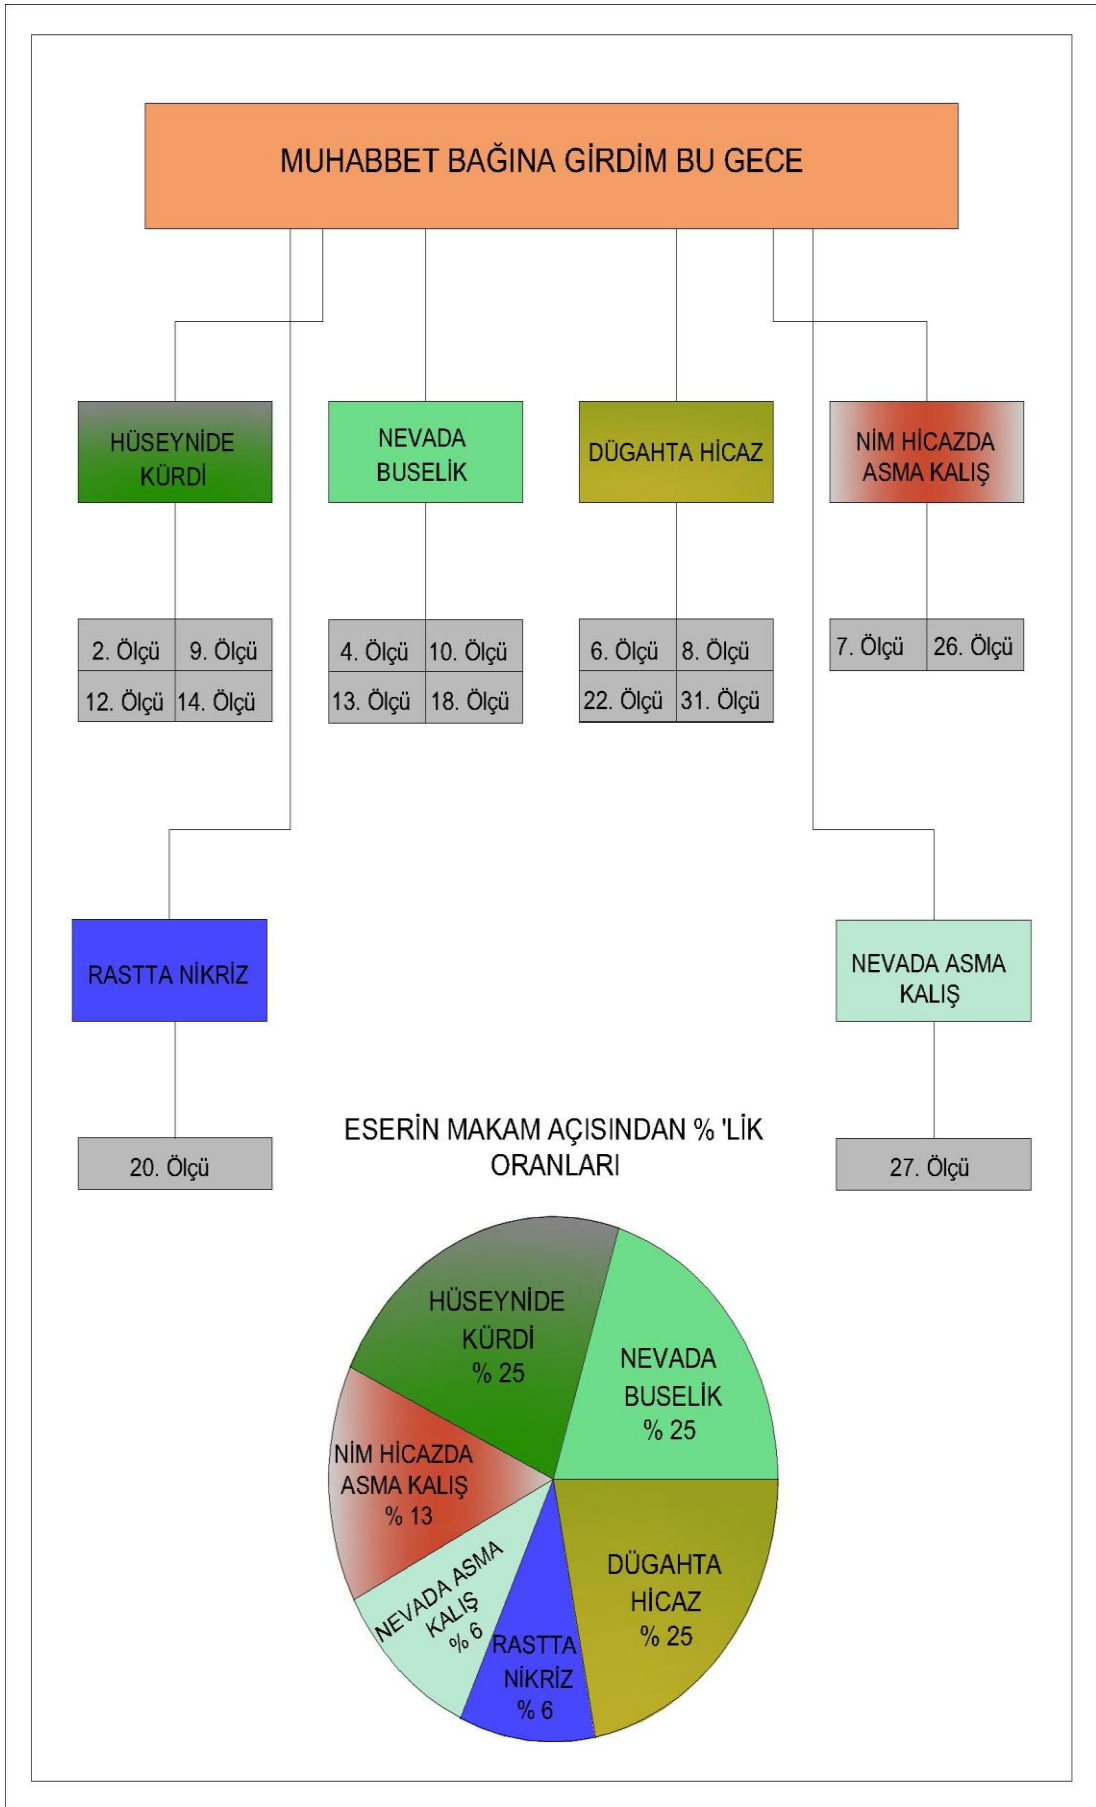 MUHABBET BAĞINA GİRDİM BU GECE
HÜSEYNİDE
KÜRDİ
NEVADA
BUSELİK
DÜGAHTA HİCAZ
NİM HİCAZDA
ASMA KALIŞ
2. Ölçü 9. Ölçü
12. Ölçü 14. Ölçü
4. Ölçü 10. Ölçü
13. Ölçü 18. Ölçü
6. Ölçü 8. Ölçü
22. Ölçü 31. Ölçü
7. Ölçü 26. Ölçü
RASTTA NİKRİZ
NEVADA ASMA
KALIŞ
20. Ölçü
27. Ölçü
ESERİN MAKAM AÇISINDAN % 'LİK
ORANLARI
HÜSEYNİDE
KÜRDİ
% 25
NEVADA
BUSELİK
% 25
NİM HİCAZDA
ASMA KALIŞ
% 13
DÜGAHTA
HİCAZ
% 25
NEVADA ASMA
KALIŞ
% 6
RASTTA
NİKRİZ
% 6